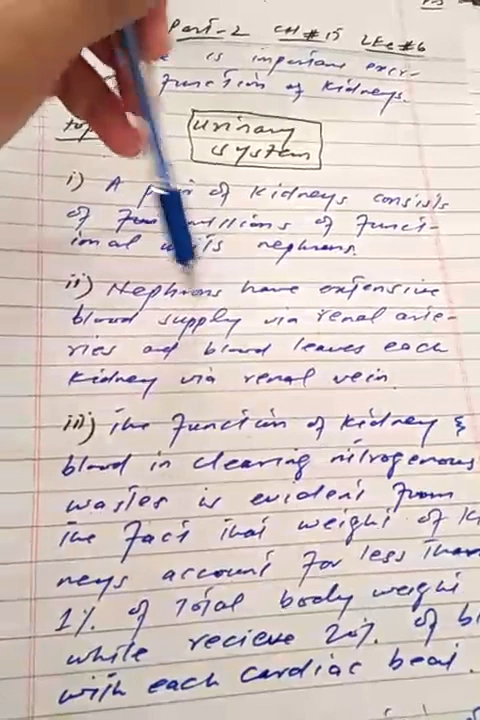 Part-2 CH # 15 Lec # 6
is important excr-
function of kidneys.
Urinary
system
i) A pair of kidneys consists
of millions of funct-
ional units nephrons.
ii) Nephrons have extensive
blood supply via renal arte-
ries and blood leaves each
kidney via renal vein.
iii) The function of kidney &
blood in clearing nitrogenous
wastes is evident from
the fact that weight of
neys account for less than
1% of total body weight
while recieve 20% of
with each cardiac beat.